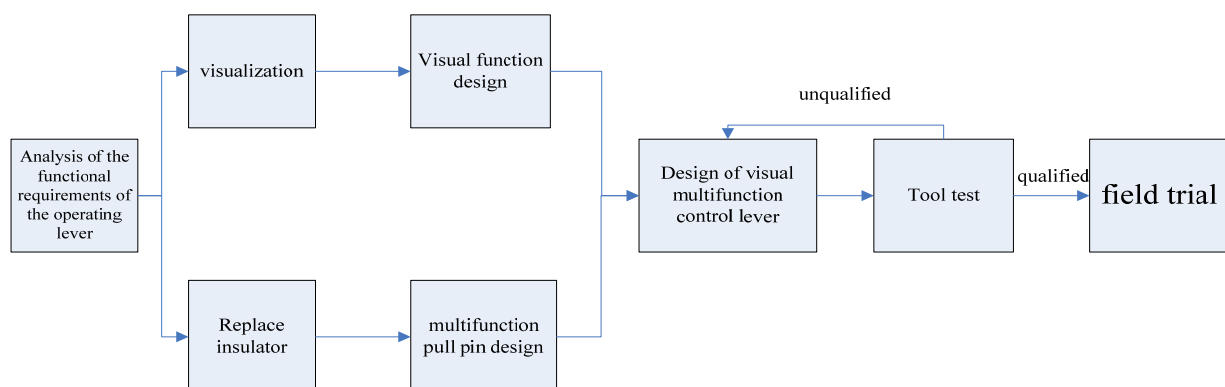 Analysis of the
functional
requirements of
the operating
lever
visualization
Visual function
design
Replace
insulator
multifunction
pull pin design
Design of visual
multifunction
control lever
unqualified
Tool test
qualified
field trial